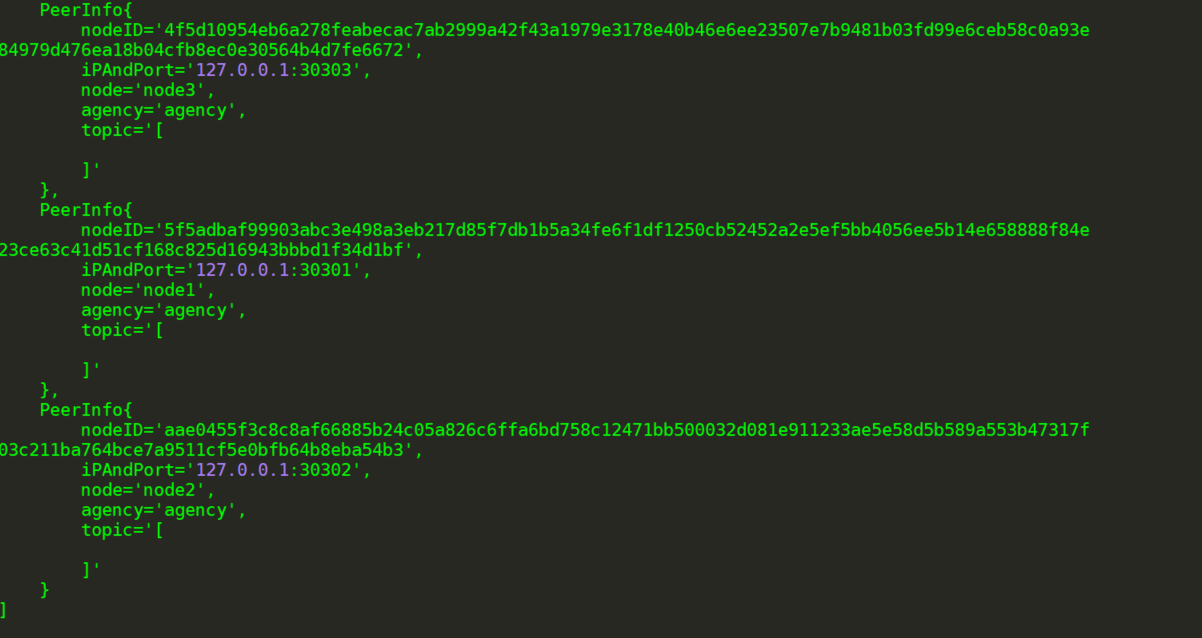 PeerInfo{
nodeID='4f5d10954eb6a278feabecac7ab2999a42f43a1979e3178e40b46e6ee23507e7b9481b03fd99e6ceb58c0a93e
84979d476ea18b04cfb8ec0e30564b4d7fe6672',
iPAndPort='127.0.0.1:30303',
node='node3',
agency='agency',
topic='[
]'
},
PeerInfo{
nodeID='5f5adbaf99903abc3e498a3eb217d85f7db1b5a34fe6f1df1250cb52452a2e5ef5bb4056ee5b14e658888f84e
23ce63c41d51cf168c825d16943bbbd1f34d1bf',
iPAndPort='127.0.0.1:30301',
node='node1',
agency='agency',
topic='[
]'
},
PeerInfo{
nodeID='aae0455f3c8c8af66885b24c05a826c6ffa6bd758c12471bb500032d081e911233ae5e58d5b589a553b47317f
03c211ba764bce7a9511cf5e0bfb64b8eba54b3',
iPAndPort='127.0.0.1:30302',
node='node2',
agency='agency',
topic='[
]'
}
]